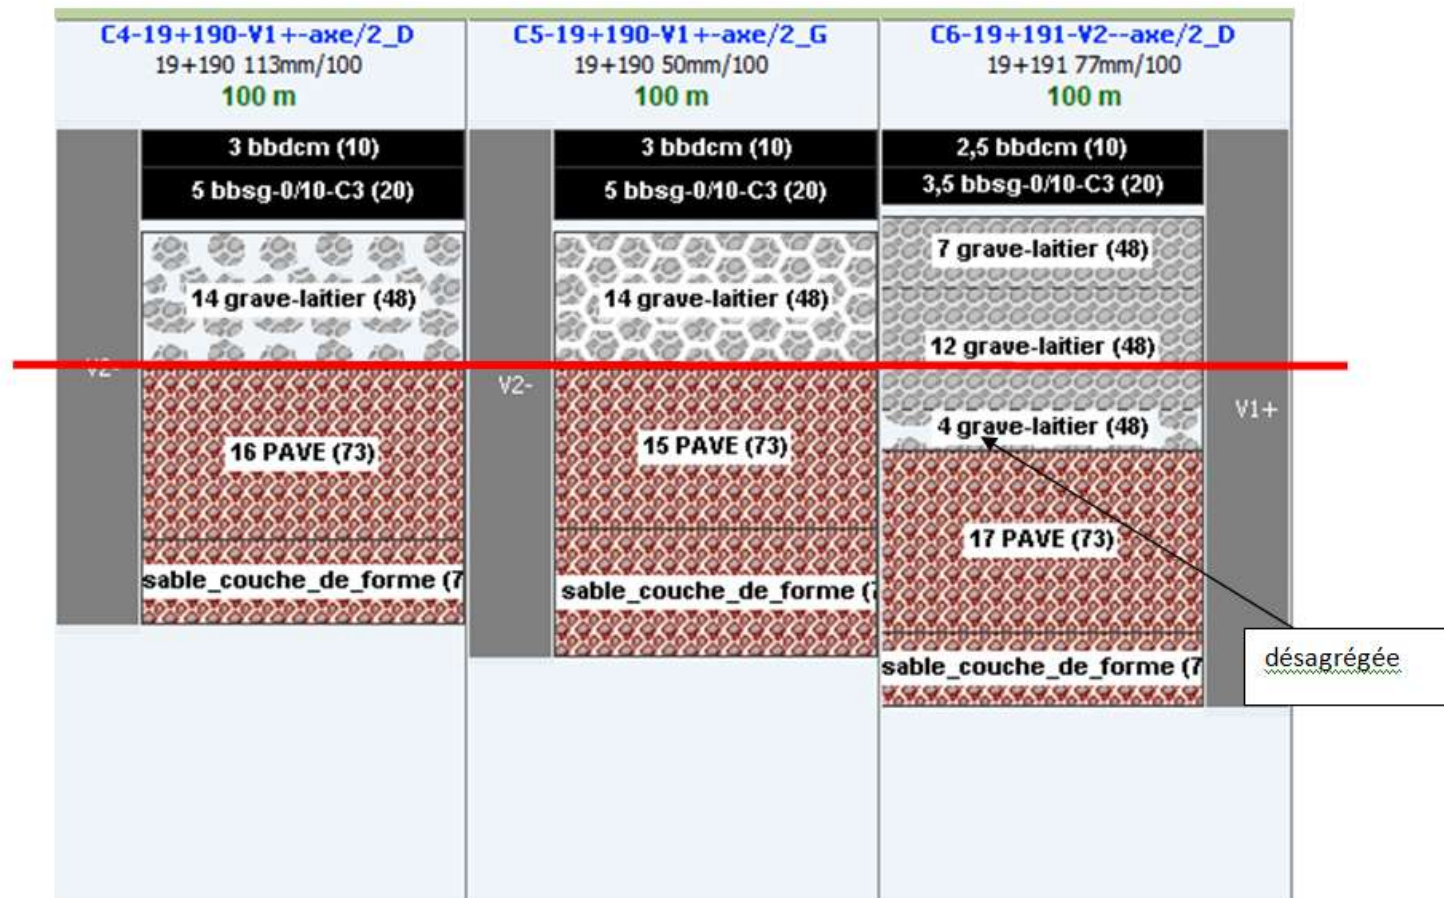 C4-19+190-V1+-axe/2_D
19+190 113mm/100
100 m
3 bbdcm (10)
5 bbsg-0/10-C3 (20)
14 grave-laitier (48)
V2-
16 PAVE (73)
sable_couche_de_forme (7
C5-19+190-V1+-axe/2_G
19+190 50mm/100
100 m
3 bbdcm (10)
5 bbsg-0/10-C3 (20)
14 grave-laitier (48)
V2-
15 PAVE (73)
sable_couche_de_forme (7
C6-19+191-V2--axe/2_D
19+191 77mm/100
100 m
2,5 bbdcm (10)
3,5 bbsg-0/10-C3 (20)
7 grave-laitier (48)
12 grave-laitier (48)
V1+
4 grave-laitier (48)
17 PAVE (73)
sable_couche_de_forme (7
désagrégée